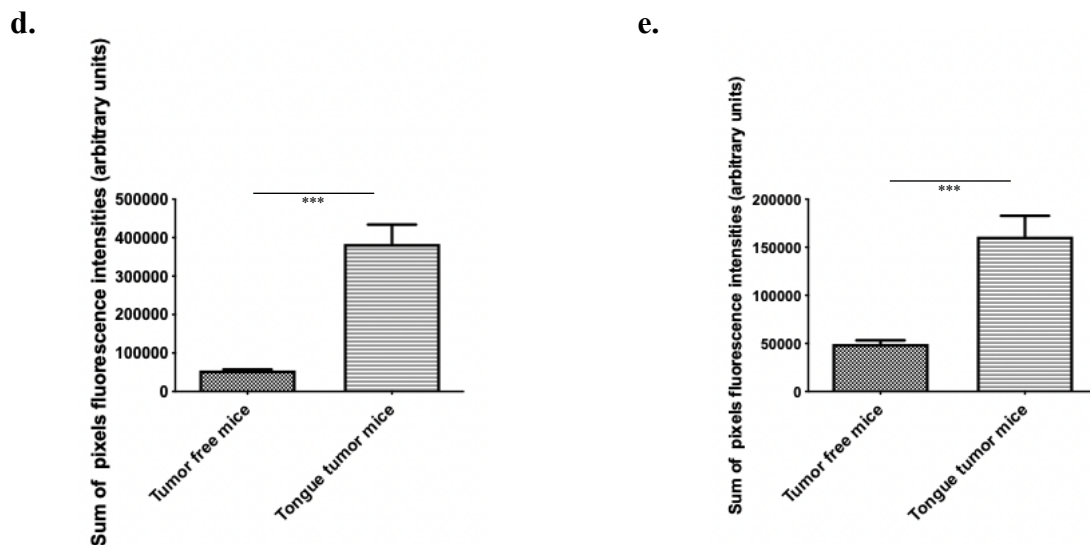 d.
Sum of pixels fluorescence intensities (arbitrary units)
500000
400000
300000
200000
100000
0
***
Tumor free mice
Tongue tumor mice
e.
Sum of pixels fluorescence intensities (arbitrary units)
200000
150000
100000
50000
0
***
Tumor free mice
Tongue tumor mice